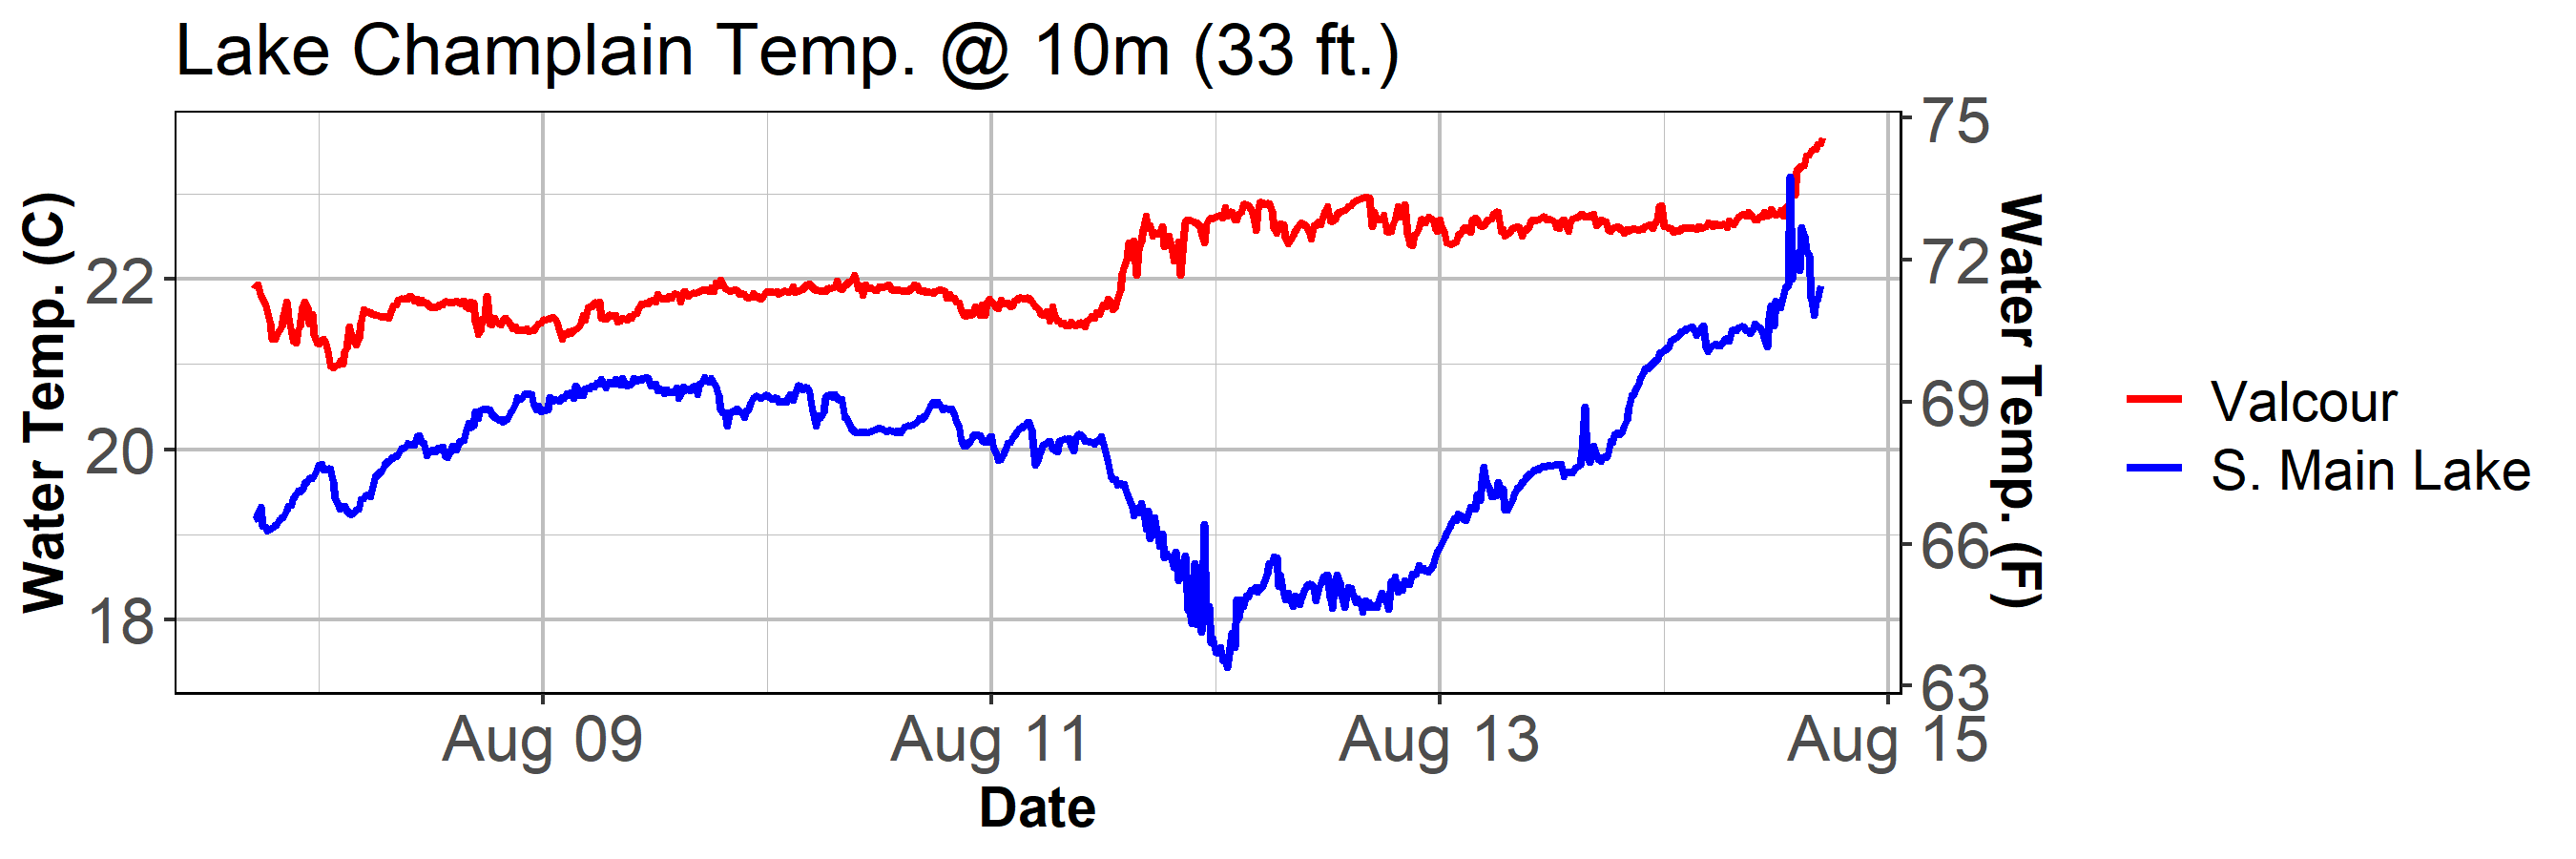 Lake Champlain Temp. @ 10m (33 ft.)
Water Temp. (C)
22
20
18
75
72
69
66
63
Water Temp. (F)
Aug 09
Aug 11
Aug 13
Aug 15
Date
Valcour
S. Main Lake